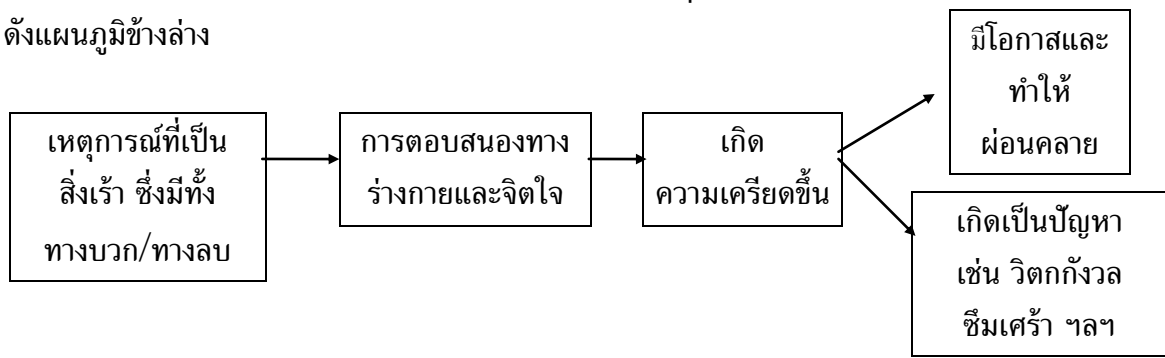 ดังแผนภูมิข้างล่าง
เหตุการณ์ที่เป็น
สิ่งเร้า ซึ่งมีทั้ง
ทางบวก/ทางลบ
การตอบสนองทาง
ร่างกายและจิตใจ
เกิด
ความเครียดขึ้น
มีโอกาสและ
ทำให้
ผ่อนคลาย
เกิดเป็นปัญหา
เช่น วิตกกังวล
ซึมเศร้า ฯลฯ